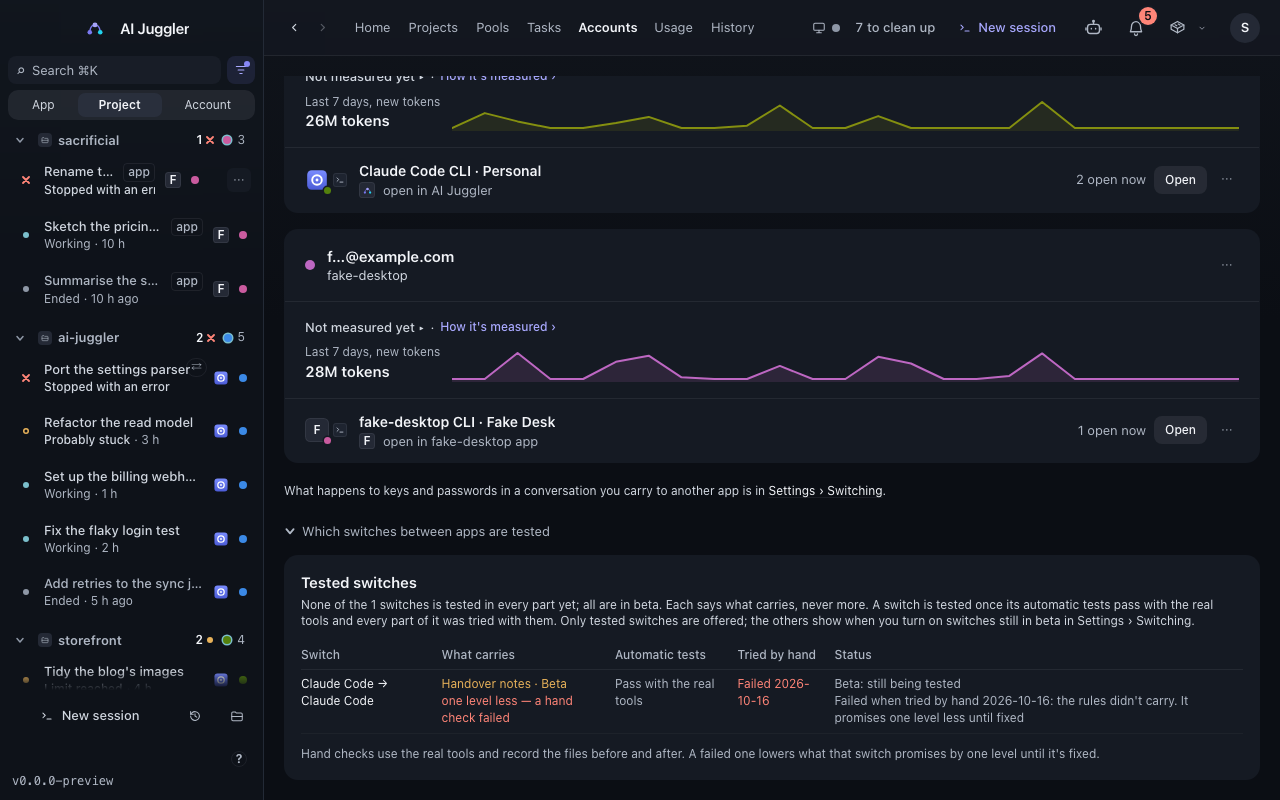 AI Juggler
Search ⌘K
App Project Account
sacrificial 1 3
Rename t... app F
Stopped with an err
Sketch the pricin... app F
Working · 10 h
Summarise the s... app F
Ended · 10 h ago
ai-juggler 2 5
Port the settings parser
Stopped with an error
Refactor the read model
Probably stuck · 3 h
Set up the billing webh...
Working · 1 h
Fix the flaky login test
Working · 2 h
Add retries to the sync j...
Ended · 5 h ago
storefront 2 4
Tidy the blog's images
Limit reached · 4 h
New session
?
v0.0.0-preview
Home Projects Pools Tasks Accounts Usage History 7 to clean up New session 5 S
Not measured yet · How it's measured ›
Last 7 days, new tokens
26M tokens
Claude Code CLI · Personal
open in AI Juggler
2 open now Open
f...@example.com
fake-desktop
Not measured yet · How it's measured ›
Last 7 days, new tokens
28M tokens
F fake-desktop CLI · Fake Desk
F open in fake-desktop app
1 open now Open
What happens to keys and passwords in a conversation you carry to another app is in Settings › Switching.
Which switches between apps are tested
Tested switches
None of the 1 switches is tested in every part yet; all are in beta. Each says what carries, never more. A switch is tested once its automatic tests pass with the real
tools and every part of it was tried with them. Only tested switches are offered; the others show when you turn on switches still in beta in Settings › Switching.
Switch What carries Automatic tests Tried by hand Status
Claude Code →
Claude Code
Handover notes · Beta
one level less — a hand
check failed
Pass with the real
tools
Failed 2026-
10-16
Beta: still being tested
Failed when tried by hand 2026-10-16: the rules didn't carry. It
promises one level less until fixed
Hand checks use the real tools and record the files before and after. A failed one lowers what that switch promises by one level until it's fixed.